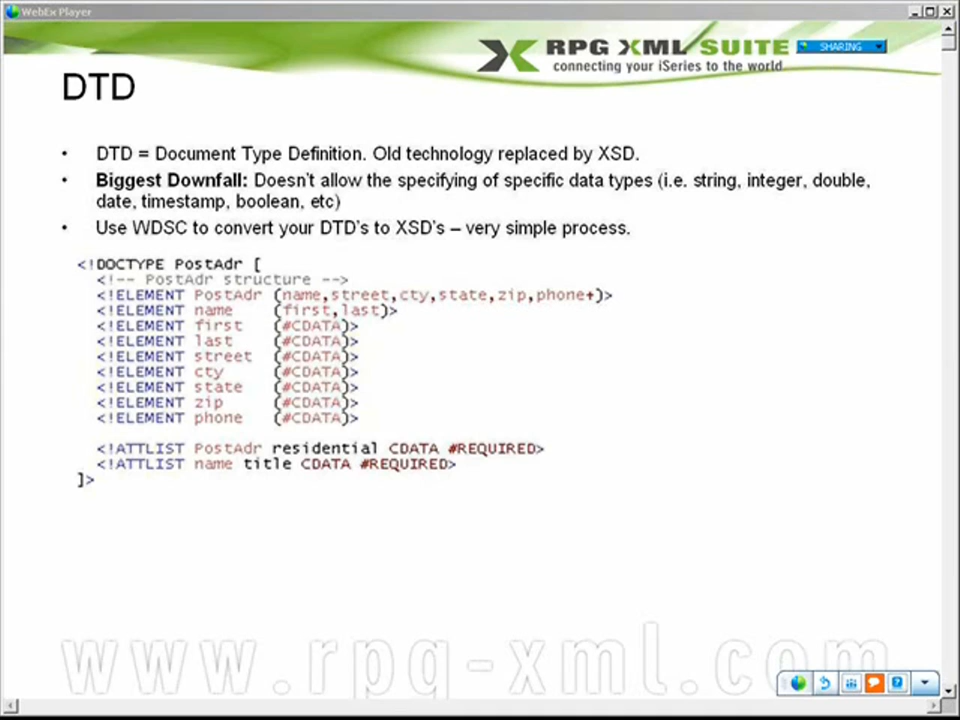 WebEx Player
RPG XML SUITE
SHARING
connecting your iSeries to the world
DTD
• DTD = Document Type Definition. Old technology replaced by XSD.
• Biggest Downfall: Doesn't allow the specifying of specific data types (i.e. string, integer, double,
date, timestamp, boolean, etc)
• Use WDSC to convert your DTD's to XSD's – very simple process.
<!DOCTYPE PostAdr [
<!-- PostAdr structure -->
<!ELEMENT PostAdr (name,street,cty,state,zip,phone+)>
<!ELEMENT name (first,last)>
<!ELEMENT first (#CDATA)>
<!ELEMENT last (#CDATA)>
<!ELEMENT street (#CDATA)>
<!ELEMENT cty (#CDATA)>
<!ELEMENT state (#CDATA)>
<!ELEMENT zip (#CDATA)>
<!ELEMENT phone (#CDATA)>
<!ATTLIST PostAdr residential CDATA #REQUIRED>
<!ATTLIST name title CDATA #REQUIRED>
]>
www.rpg-xml.com